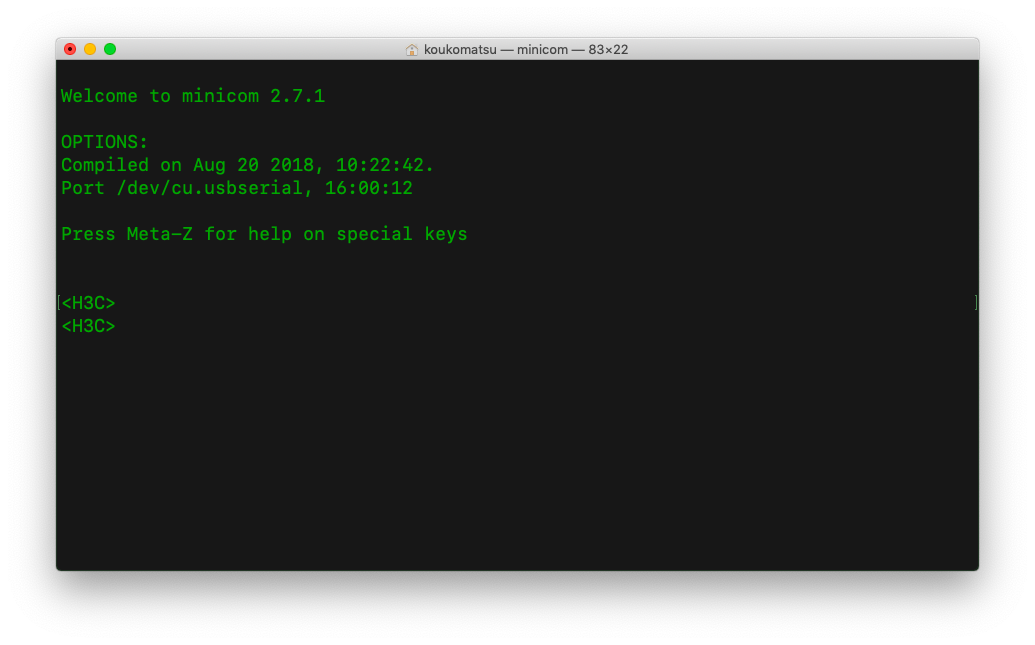 koukomatsu — minicom — 83×22
Welcome to minicom 2.7.1
OPTIONS:
Compiled on Aug 20 2018, 10:22:42.
Port /dev/cu.usbserial, 16:00:12
Press Meta-Z for help on special keys
[<H3C> ]
<H3C>